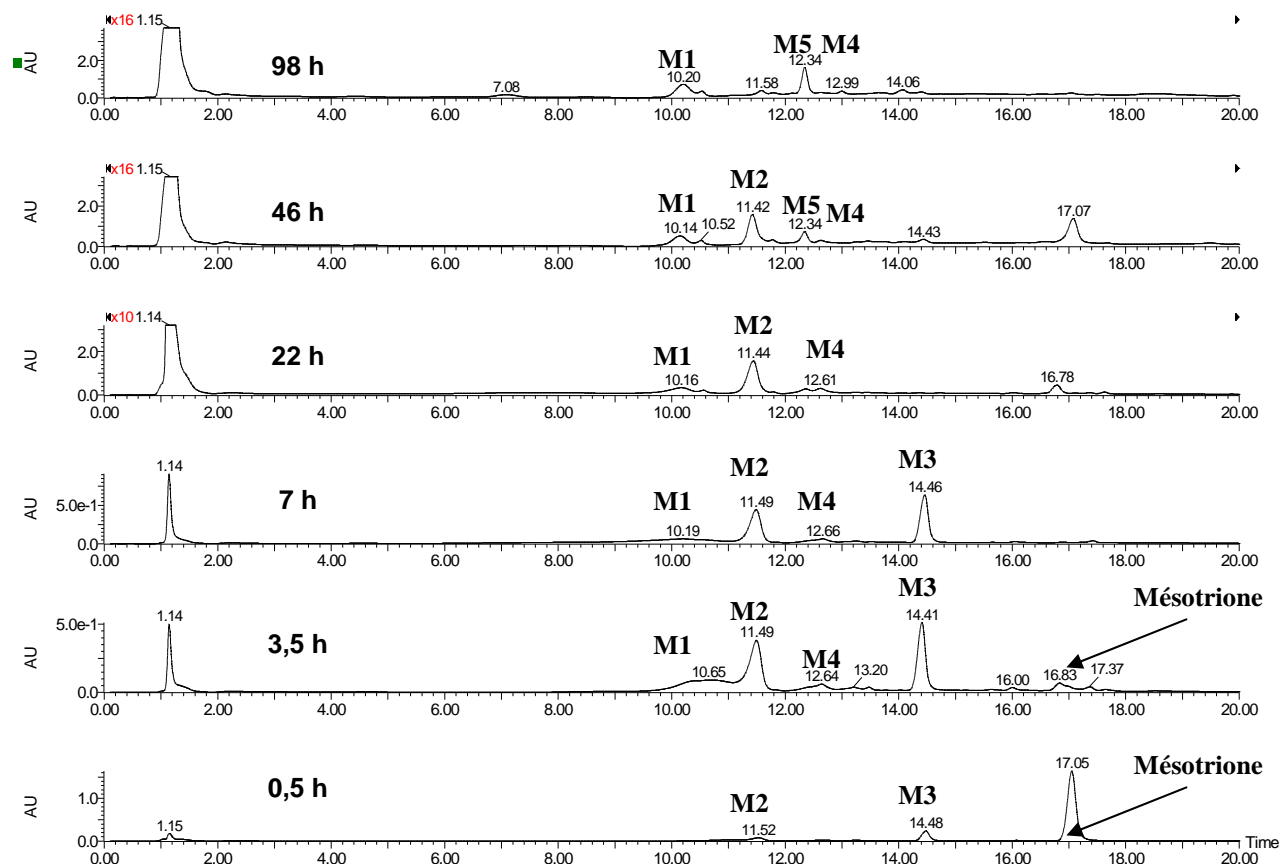 x16 1.15 M5 M4
AU 2.0 98 h M1 12.34
7.08 10.20 11.58 12.99 14.06
0.0
0.00 2.00 4.00 6.00 8.00 10.00 12.00 14.00 16.00 18.00 20.00
x16 1.15 M2
AU 2.0 46 h M1 11.42 M5 M4 17.07
10.14 10.52 12.34 14.43
0.0
0.00 2.00 4.00 6.00 8.00 10.00 12.00 14.00 16.00 18.00 20.00
x10 1.14 M2
AU 2.0 22 h M1 11.44 M4
10.16 12.61 16.78
0.0
0.00 2.00 4.00 6.00 8.00 10.00 12.00 14.00 16.00 18.00 20.00
1.14 M2 M3
AU 5.0e-1 7 h M1 11.49 M4 14.46
10.19 12.66
0.0
0.00 2.00 4.00 6.00 8.00 10.00 12.00 14.00 16.00 18.00 20.00
M3 Mésotrione
5.0e-1 1.14 M2 14.41
AU 3,5 h M1 11.49 M4
10.65 12.64 13.20 16.00 16.83 17.37
0.0
0.00 2.00 4.00 6.00 8.00 10.00 12.00 14.00 16.00 18.00 20.00
17.05 Mésotrione
AU 1.0 0,5 h M2 M3
1.15 11.52 14.48
0.0 Time
0.00 2.00 4.00 6.00 8.00 10.00 12.00 14.00 16.00 18.00 20.00